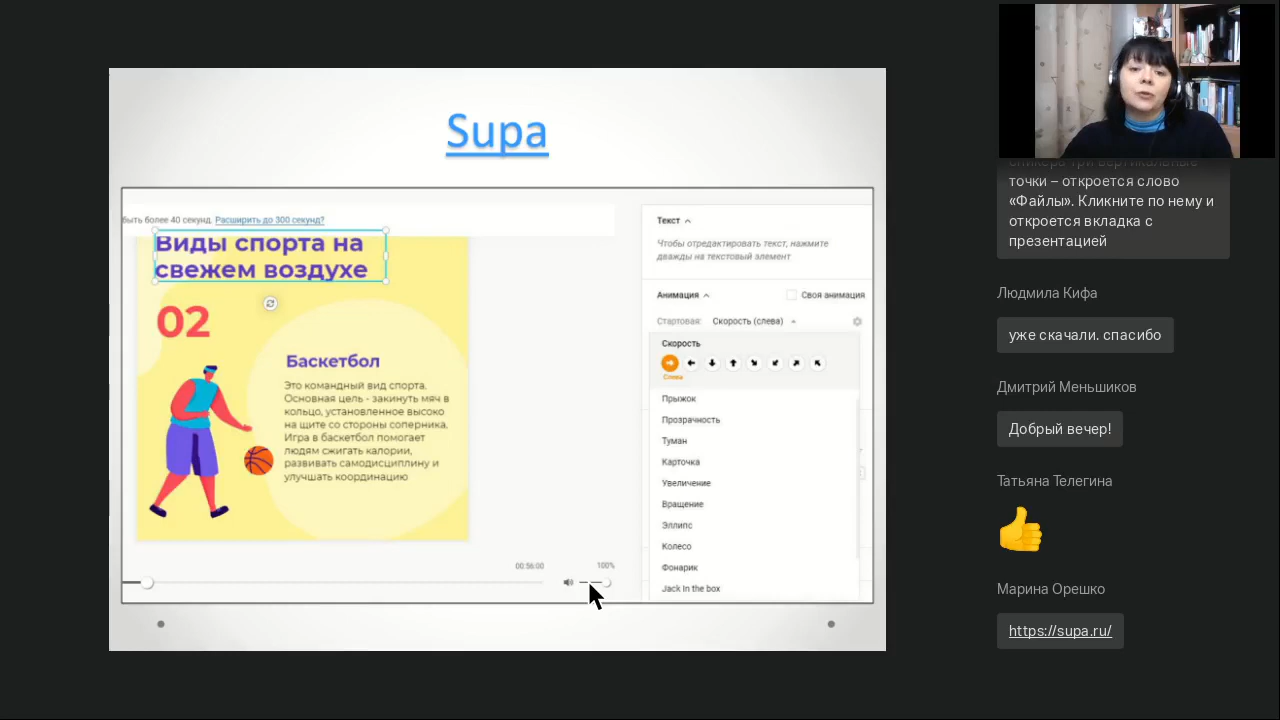 Supa
быть более 40 секунд. Расширить до 300 секунд?
Виды спорта на
свежем воздухе
02
Баскетбол
Это командный вид спорта.
Основная цель - закинуть мяч в
кольцо, установленное высоко
на щите со стороны соперника.
Игра в баскетбол помогает
людям сжигать калории,
развивать самодисциплину и
улучшать координацию
00:56:00
100%
Текст
Чтобы отредактировать текст, нажмите
дважды на текстовый элемент
Анимация
Своя анимация
Стартовая: Скорость (слева)
Скорость
Слева
Прыжок
Прозрачность
Туман
Карточка
Увеличение
Вращение
Эллипс
Колесо
Фонарик
Jack In the box
спикера три вертикальные
точки – откроется слово
«Файлы». Кликните по нему и
откроется вкладка с
презентацией
Людмила Кифа
уже скачали. спасибо
Дмитрий Меньшиков
Добрый вечер!
Татьяна Телегина
Марина Орешко
https://supa.ru/